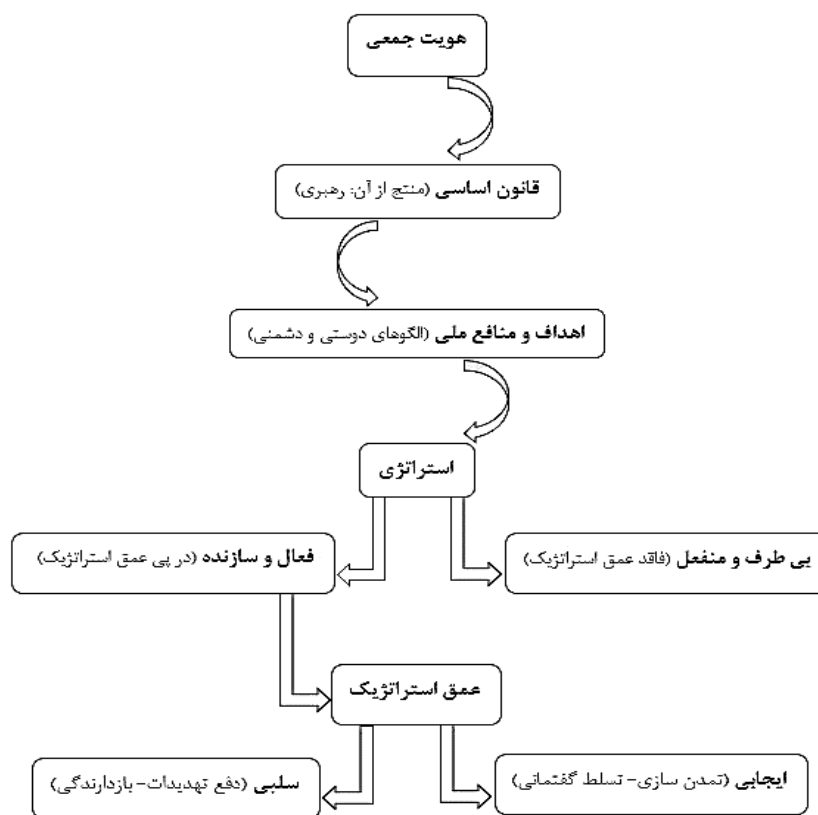 هویت جمعی
قانون اساسی (منتج از آن: رهبری)
اهداف و منافع ملی (الگوهای دوستی و دشمنی)
استراتژی
بی طرف و منفعل (فاقد عمق استراتژیک)
فعال و سازنده (در پی عمق استراتژیک)
عمق استراتژیک
ایجابی (تمدن سازی- تسلط گفتمانی)
سلبی (دفع تهدیدات- بازدارندگی)